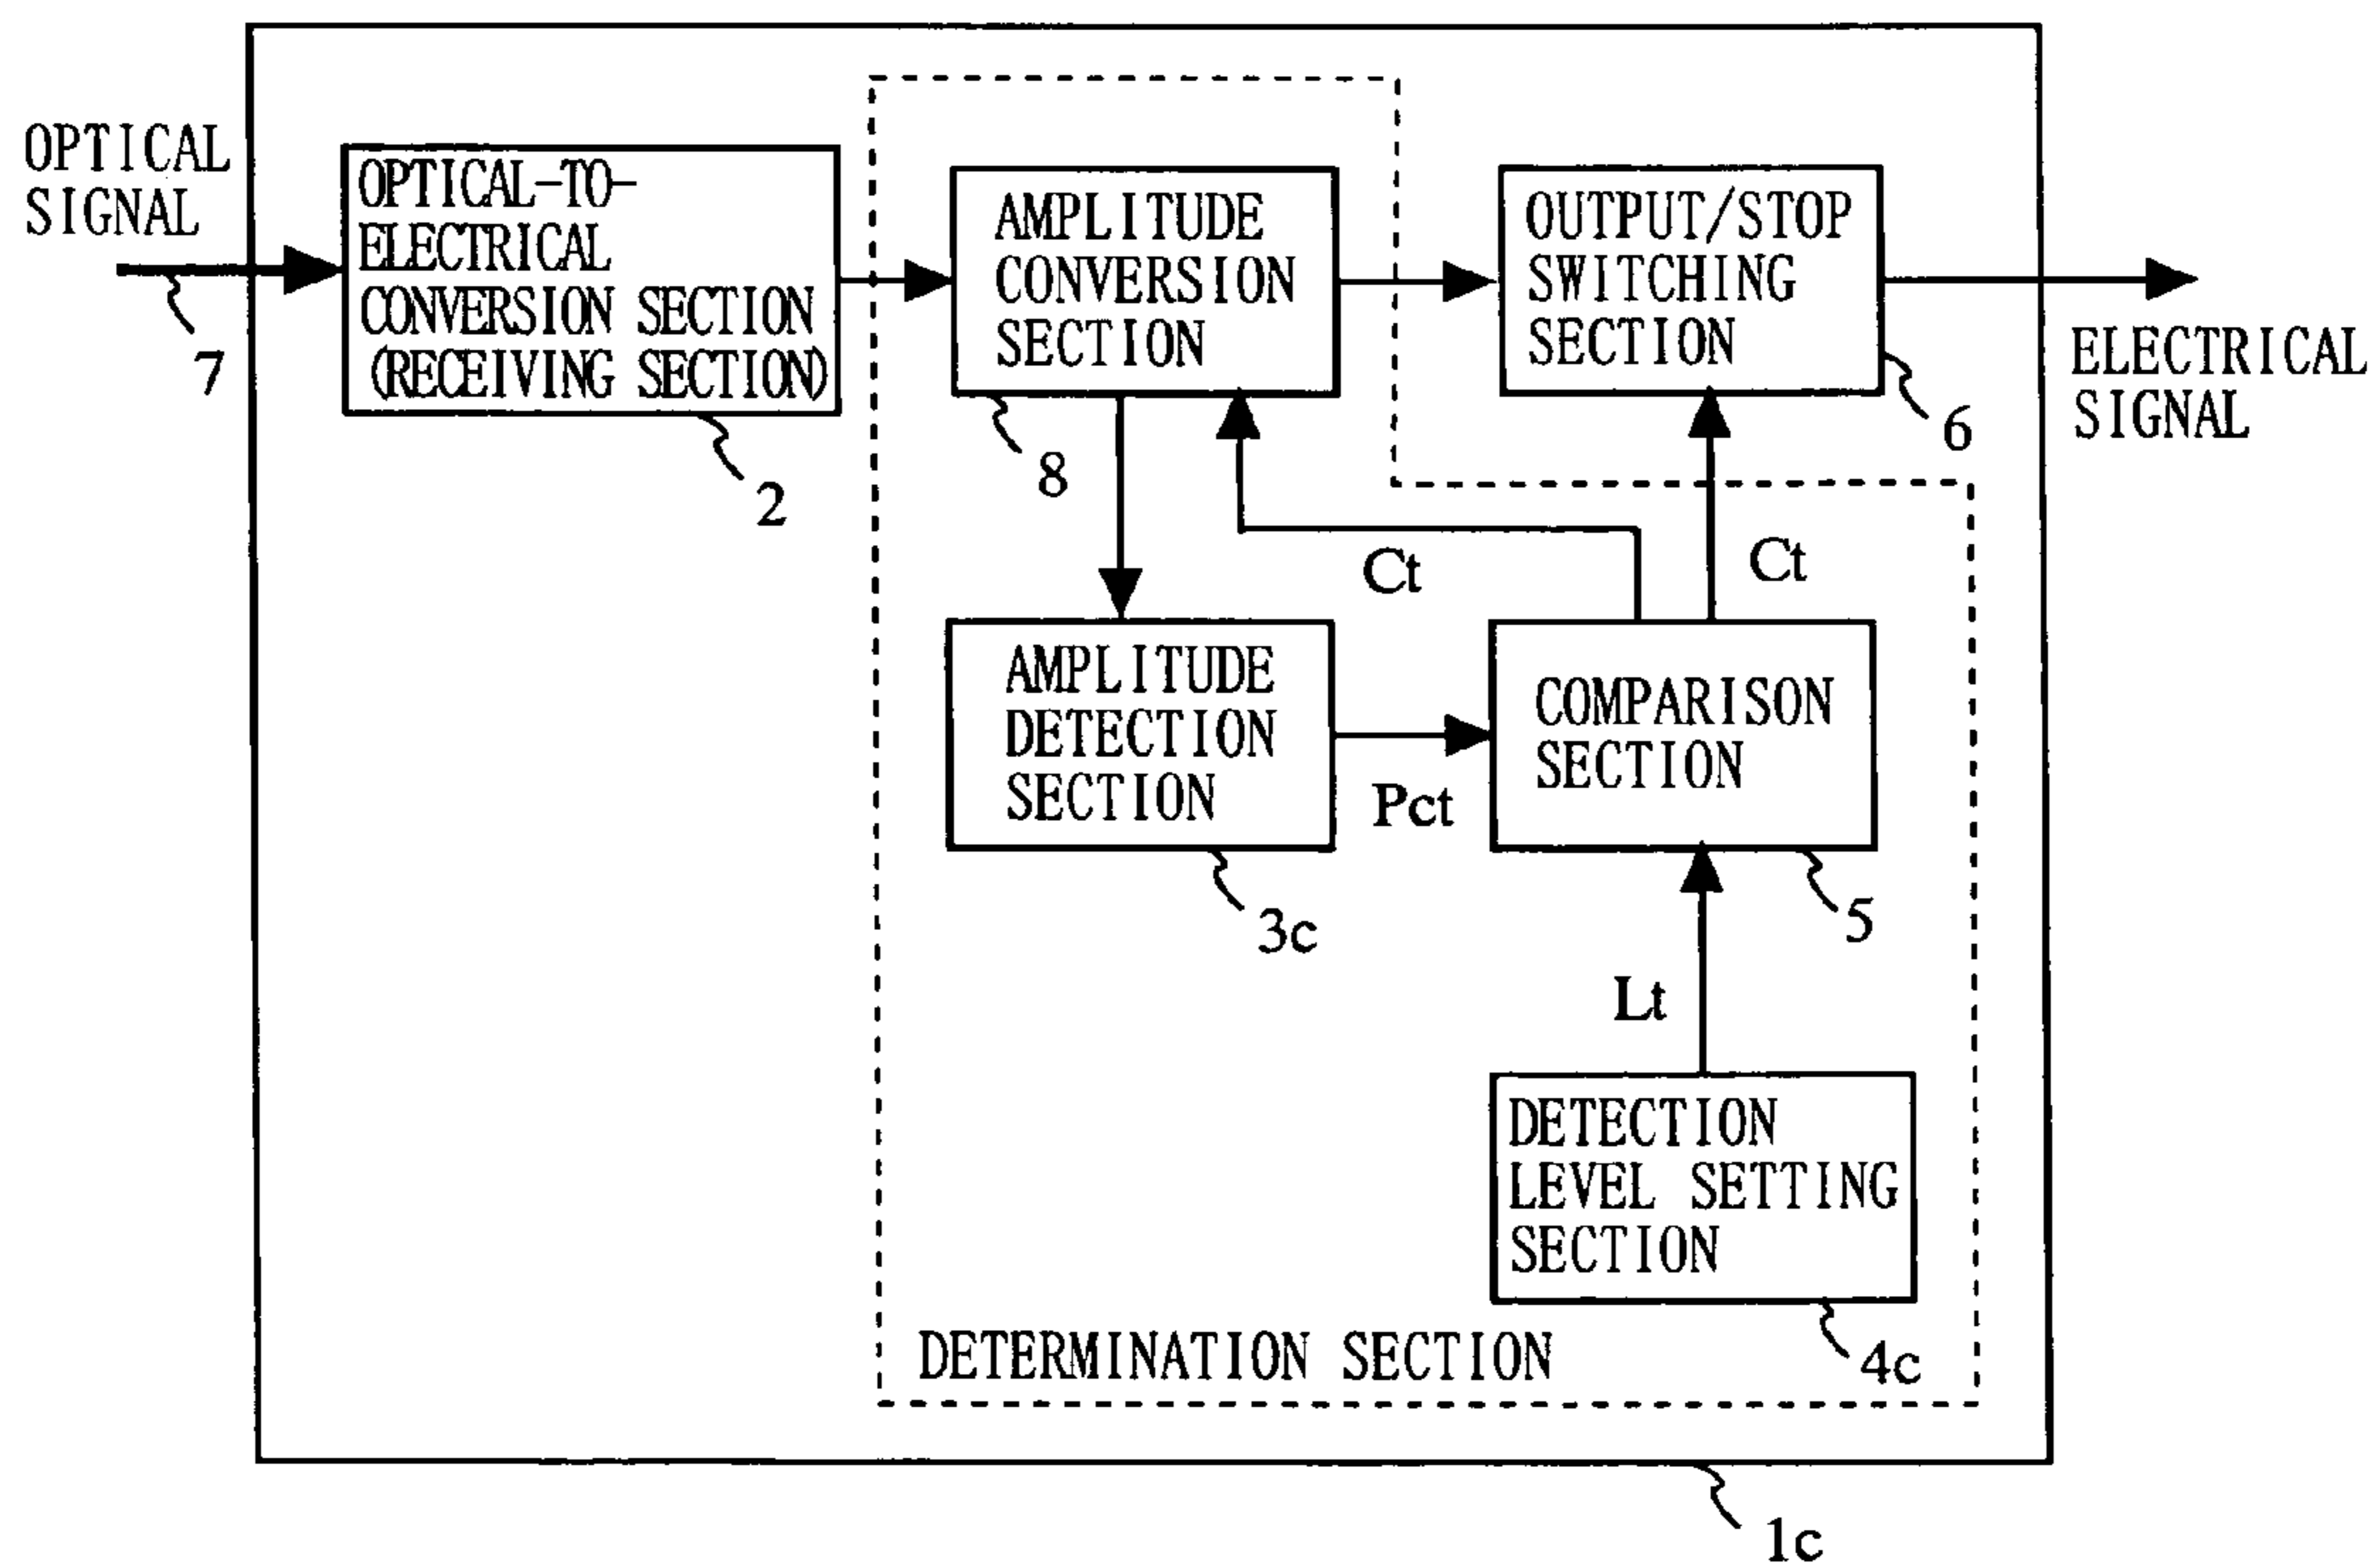 OPTICAL
SIGNAL
7
OPTICAL-TO-
ELECTRICAL
CONVERSION SECTION
(RECEIVING SECTION)
2
AMPLITUDE
CONVERSION
SECTION
8
OUTPUT/STOP
SWITCHING
SECTION
6
ELECTRICAL
SIGNAL
Ct
Ct
AMPLITUDE
DETECTION
SECTION
3c
Pct
COMPARISON
SECTION
5
Lt
DETECTION
LEVEL SETTING
SECTION
4c
DETERMINATION SECTION
1c